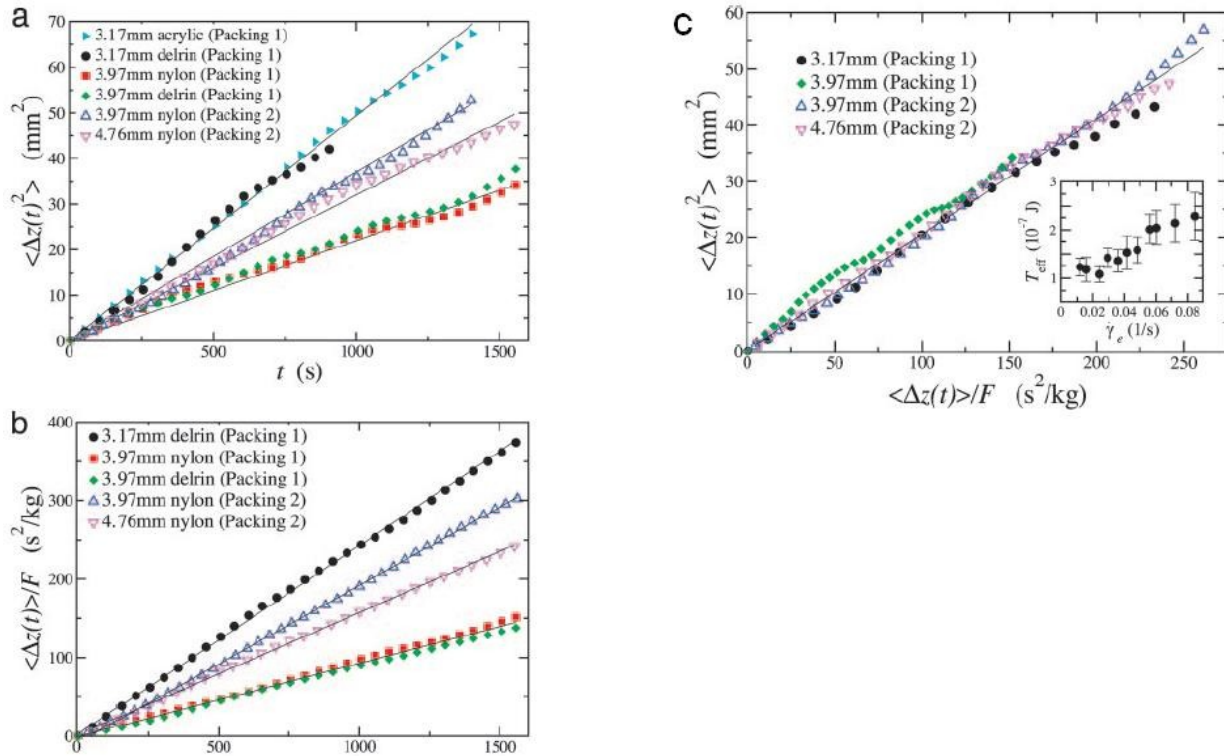 a
70
60
50
40
30
20
10
0
<Δz(t)²> (mm²)
3.17mm acrylic (Packing 1)
3.17mm delrin (Packing 1)
3.97mm nylon (Packing 1)
3.97mm delrin (Packing 1)
3.97mm nylon (Packing 2)
4.76mm nylon (Packing 2)
0 500 1000 1500
t (s)
b
400
300
200
100
0
<Δz(t)>/F (s²/kg)
3.17mm delrin (Packing 1)
3.97mm nylon (Packing 1)
3.97mm delrin (Packing 1)
3.97mm nylon (Packing 2)
4.76mm nylon (Packing 2)
0 500 1000 1500
c
60
50
40
30
20
10
0
<Δz(t)²> (mm²)
3.17mm (Packing 1)
3.97mm (Packing 1)
3.97mm (Packing 2)
4.76mm (Packing 2)
3
2
1
T_eff (10⁻⁷ J)
0 0.02 0.04 0.06 0.08
γ̇_e (1/s)
0 50 100 150 200 250
<Δz(t)>/F (s²/kg)